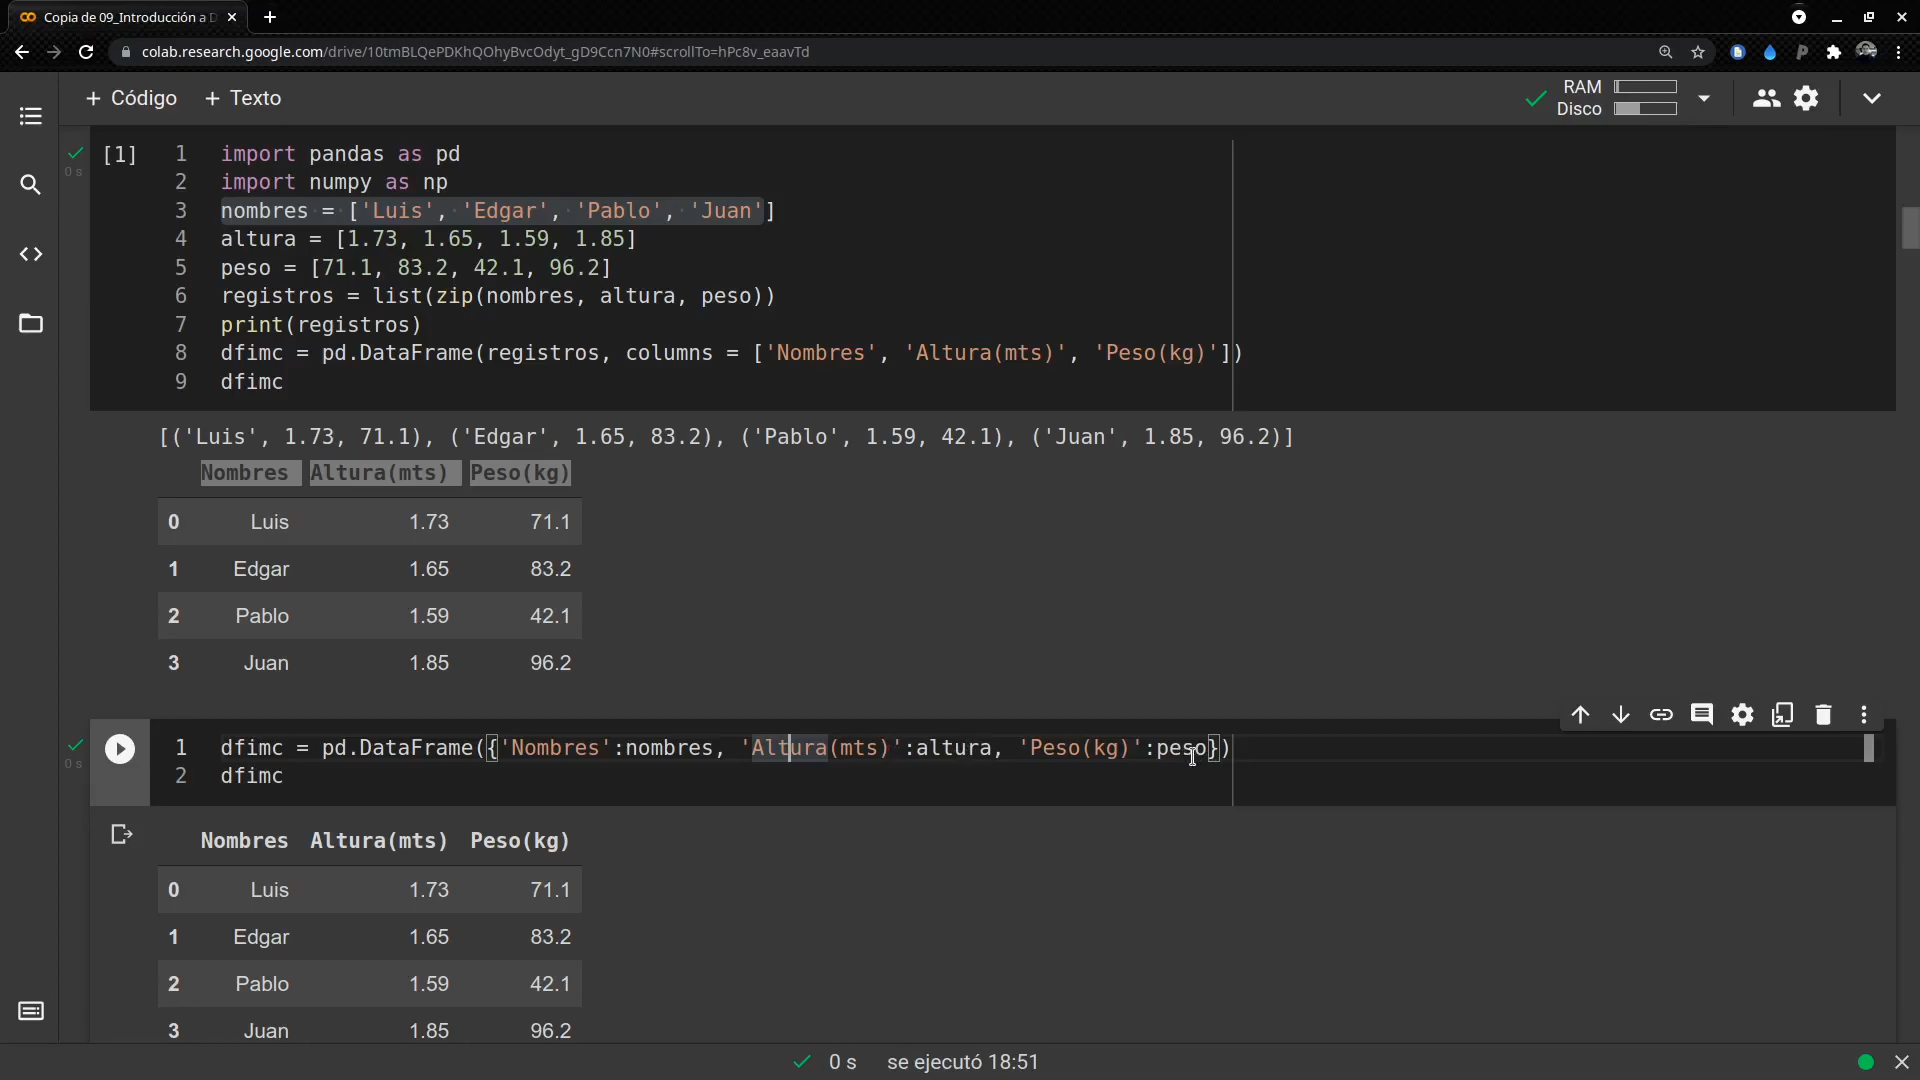 Copia de 09_Introducción a D
colab.research.google.com/drive/10tmBLQePDKhQOhyBvcOdyt_gD9Ccn7N0#scrollTo=hPc8v_eaavTd
+ Código + Texto
RAM
Disco
[1]
0 s
1 import pandas as pd
2 import numpy as np
3 nombres = ['Luis', 'Edgar', 'Pablo', 'Juan']
4 altura = [1.73, 1.65, 1.59, 1.85]
5 peso = [71.1, 83.2, 42.1, 96.2]
6 registros = list(zip(nombres, altura, peso))
7 print(registros)
8 dfimc = pd.DataFrame(registros, columns = ['Nombres', 'Altura(mts)', 'Peso(kg)'])
9 dfimc
[('Luis', 1.73, 71.1), ('Edgar', 1.65, 83.2), ('Pablo', 1.59, 42.1), ('Juan', 1.85, 96.2)]
Nombres Altura(mts) Peso(kg)
0 Luis 1.73 71.1
1 Edgar 1.65 83.2
2 Pablo 1.59 42.1
3 Juan 1.85 96.2
0 s
1 dfimc = pd.DataFrame({'Nombres':nombres, 'Altura(mts)':altura, 'Peso(kg)':peso})
2 dfimc
Nombres Altura(mts) Peso(kg)
0 Luis 1.73 71.1
1 Edgar 1.65 83.2
2 Pablo 1.59 42.1
3 Juan 1.85 96.2
0 s se ejecutó 18:51